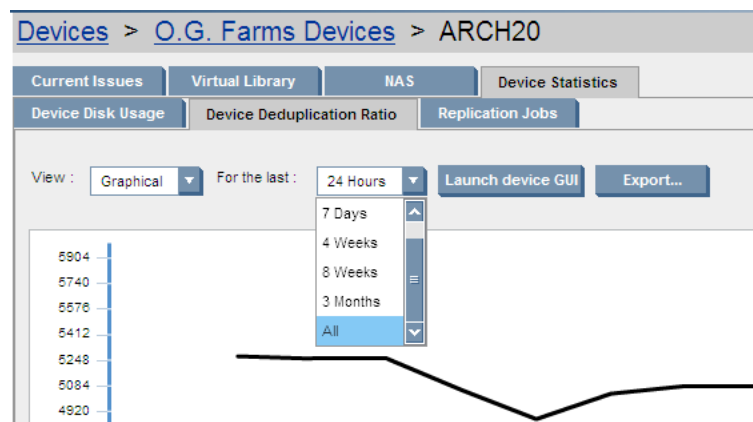 Devices > O.G. Farms Devices > ARCH20
Current Issues Virtual Library NAS Device Statistics
Device Disk Usage Device Deduplication Ratio Replication Jobs
View : Graphical For the last : 24 Hours Launch device GUI Export...
7 Days
4 Weeks
8 Weeks
3 Months
All
5904
5740
5576
5412
5248
5084
4920